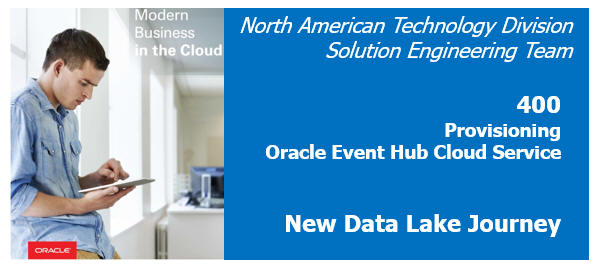 Modern
Business
in the Cloud
ORACLE
North American Technology Division
Solution Engineering Team
400
Provisioning
Oracle Event Hub Cloud Service
New Data Lake Journey